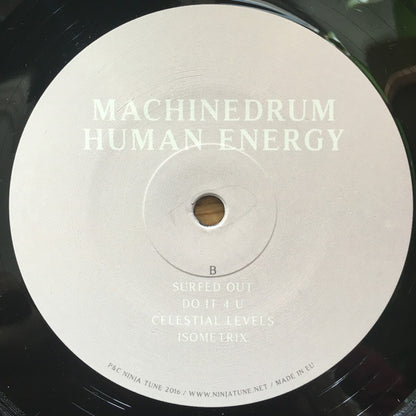 MACHINEDRUM
HUMAN ENERGY
B
SURFED OUT
DO IT 4 U
CELESTIAL LEVELS
ISOMETRIX
P&C NINJA TUNE 2016 / WWW.NINJATUNE.NET / MADE IN EU